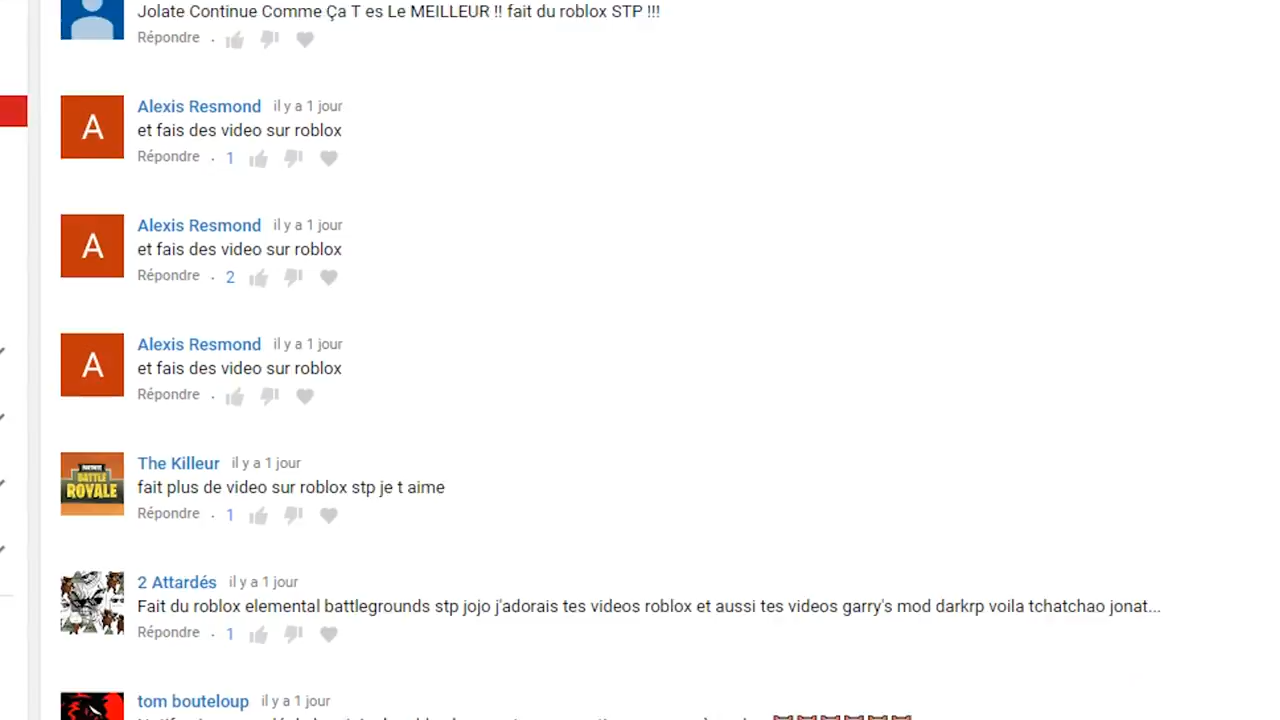 Jolate Continue Comme Ça T es Le MEILLEUR !! fait du roblox STP !!!
Répondre .
A
Alexis Resmond il y a 1 jour
et fais des video sur roblox
Répondre . 1
A
Alexis Resmond il y a 1 jour
et fais des video sur roblox
Répondre . 2
A
Alexis Resmond il y a 1 jour
et fais des video sur roblox
Répondre .
BATTLE
ROYALE
The Killeur il y a 1 jour
fait plus de video sur roblox stp je t aime
Répondre . 1
2 Attardés il y a 1 jour
Fait du roblox elemental battlegrounds stp jojo j'adorais tes videos roblox et aussi tes videos garry's mod darkrp voila tchatchao jonat...
Répondre . 1
tom bouteloup il y a 1 jour